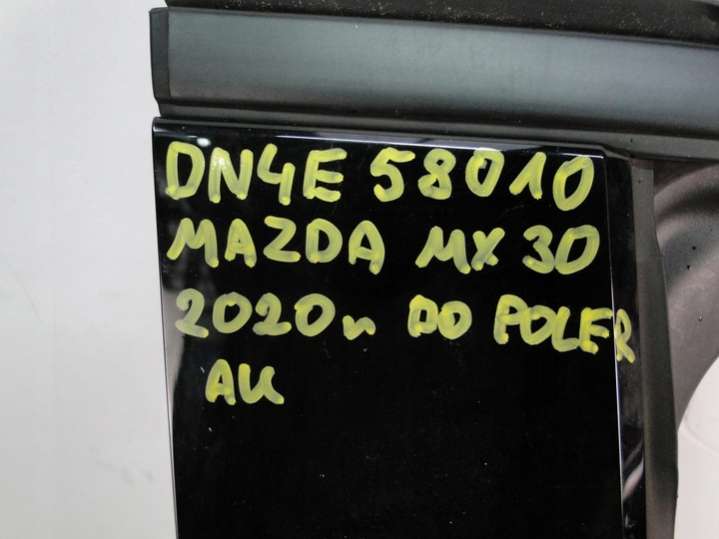 DN4E 58010
MAZDA MX 30
2020r DO POLER
AU